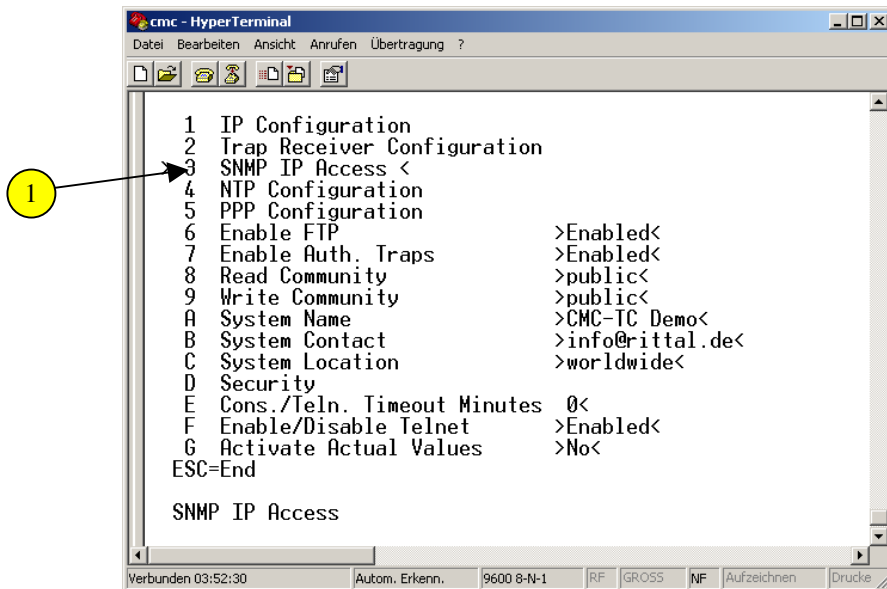 cmc - HyperTerminal
Datei Bearbeiten Ansicht Anrufen Übertragung ?
1 IP Configuration
2 Trap Receiver Configuration
>3 SNMP IP Access <
4 NTP Configuration
5 PPP Configuration
6 Enable FTP >Enabled<
7 Enable Auth. Traps >Enabled<
8 Read Community >public<
9 Write Community >public<
A System Name >CMC-TC Demo<
B System Contact >info@rittal.de<
C System Location >worldwide<
D Security
E Cons./Teln. Timeout Minutes 0<
F Enable/Disable Telnet >Enabled<
G Activate Actual Values >No<
ESC=End
SNMP IP Access
1
Verbunden 03:52:30 Autom. Erkenn. 9600 8-N-1 RF GROSS NF Aufzeichnen Drucke